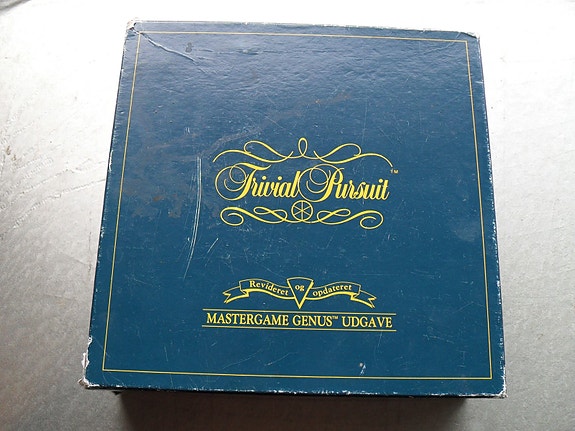 Trivial Pursuit™
Revideret og opdateret
MASTERGAME GENUS™ UDGAVE